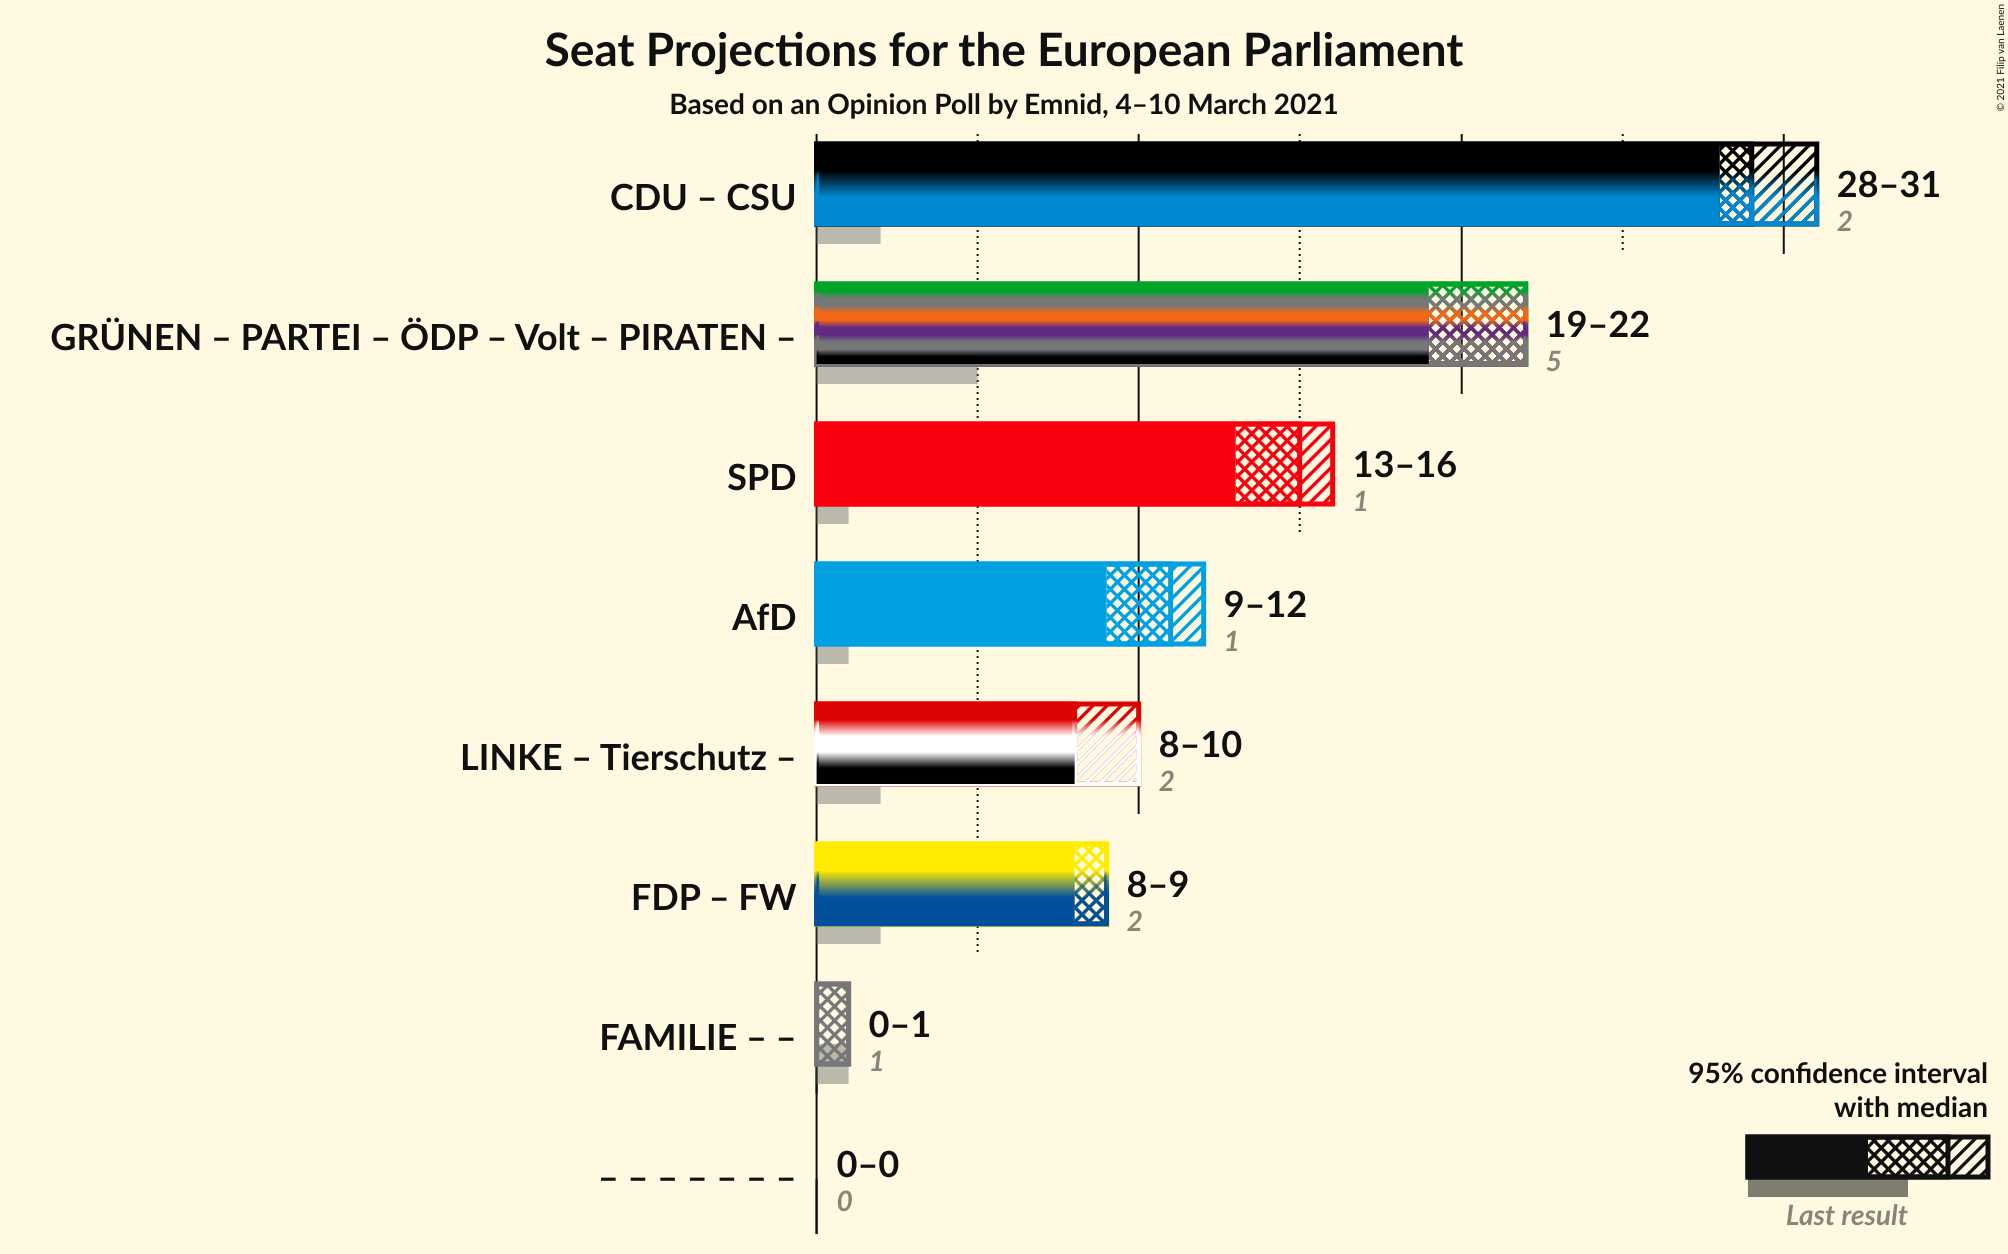 Seat Projections for the European Parliament
Based on an Opinion Poll by Emnid, 4–10 March 2021
© 2021 Filip van Laenen
CDU – CSU
28–31
2
GRÜNEN – PARTEI – ÖDP – Volt – PIRATEN –
19–22
5
SPD
13–16
1
AfD
9–12
1
LINKE – Tierschutz –
8–10
2
FDP – FW
8–9
2
FAMILIE – –
0–1
1
– – – – – – –
0–0
0
95% confidence interval
with median
Last result